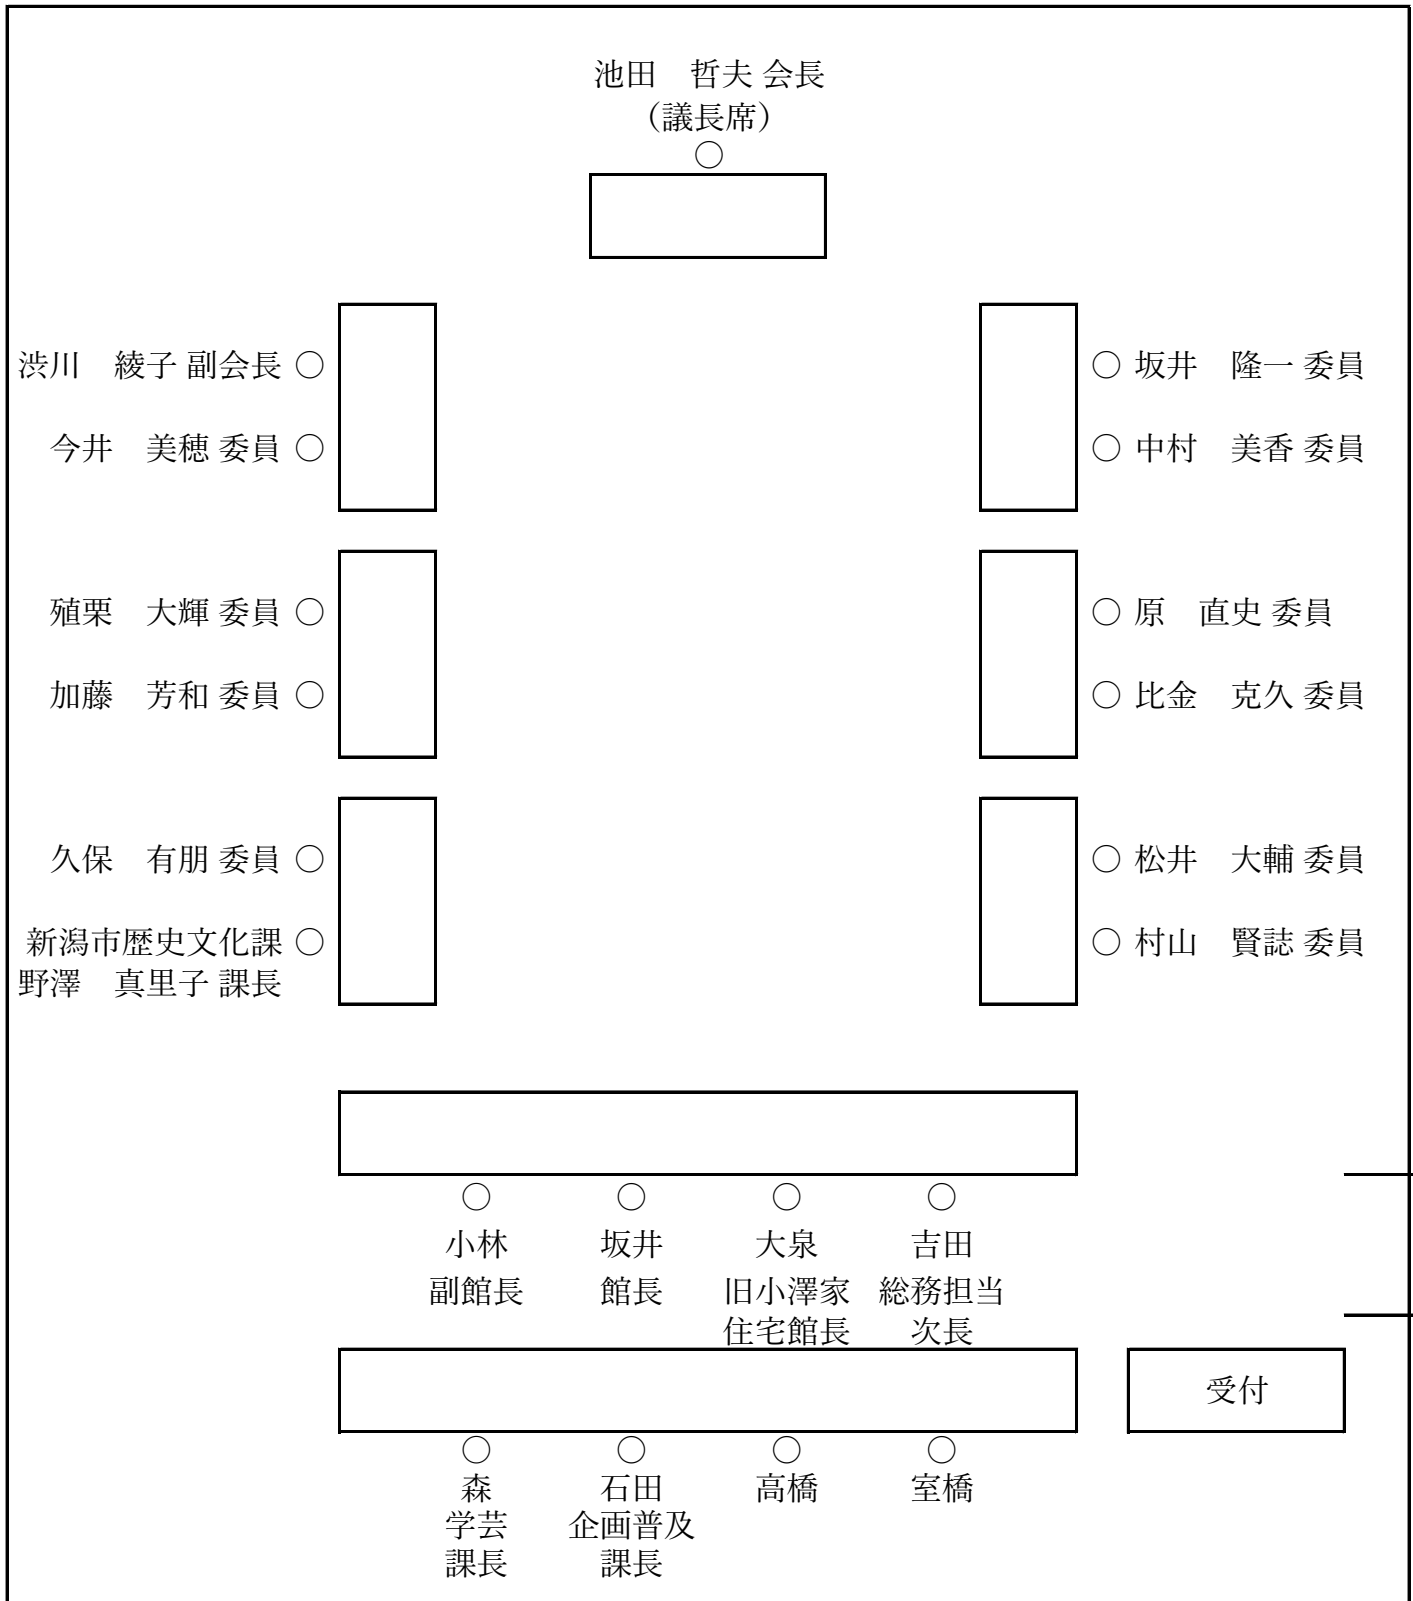 池田　哲夫 会長
（議長席）
○
渋川　綾子 副会長 ○
○ 坂井　隆一 委員
今井　美穂 委員 ○
○ 中村　美香 委員
殖栗　大輝 委員 ○
○ 原　直史 委員
加藤　芳和 委員 ○
○ 比金　克久 委員
久保　有朋 委員 ○
○ 松井　大輔 委員
新潟市歴史文化課 ○
野澤　真里子 課長
○ 村山　賢誌 委員
○ ○ ○ ○
小林
副館長
坂井
館長
大泉
旧小澤家
住宅館長
吉田
総務担当
次長
受付
○ ○ ○ ○
森
学芸
課長
石田
企画普及
課長
高橋
室橋